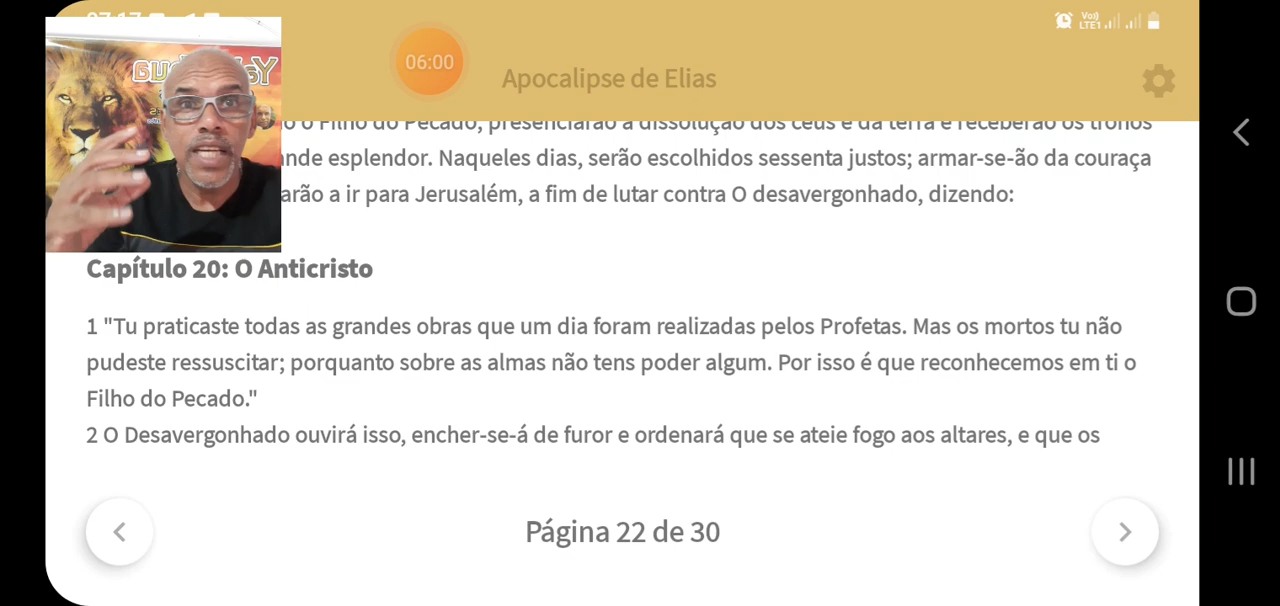 07:17
LTE1
06:00
Apocalipse de Elias
o o Filho do Pecado, presenciarão a dissolução dos céus e da terra e receberão os tronos
nde esplendor. Naqueles dias, serão escolhidos sessenta justos; armar-se-ão da couraça
arão a ir para Jerusalém, a fim de lutar contra O desavergonhado, dizendo:
Capítulo 20: O Anticristo
1 "Tu praticaste todas as grandes obras que um dia foram realizadas pelos Profetas. Mas os mortos tu não
pudeste ressuscitar; porquanto sobre as almas não tens poder algum. Por isso é que reconhecemos em ti o
Filho do Pecado."
2 O Desavergonhado ouvirá isso, encher-se-á de furor e ordenará que se ateie fogo aos altares, e que os
Página 22 de 30